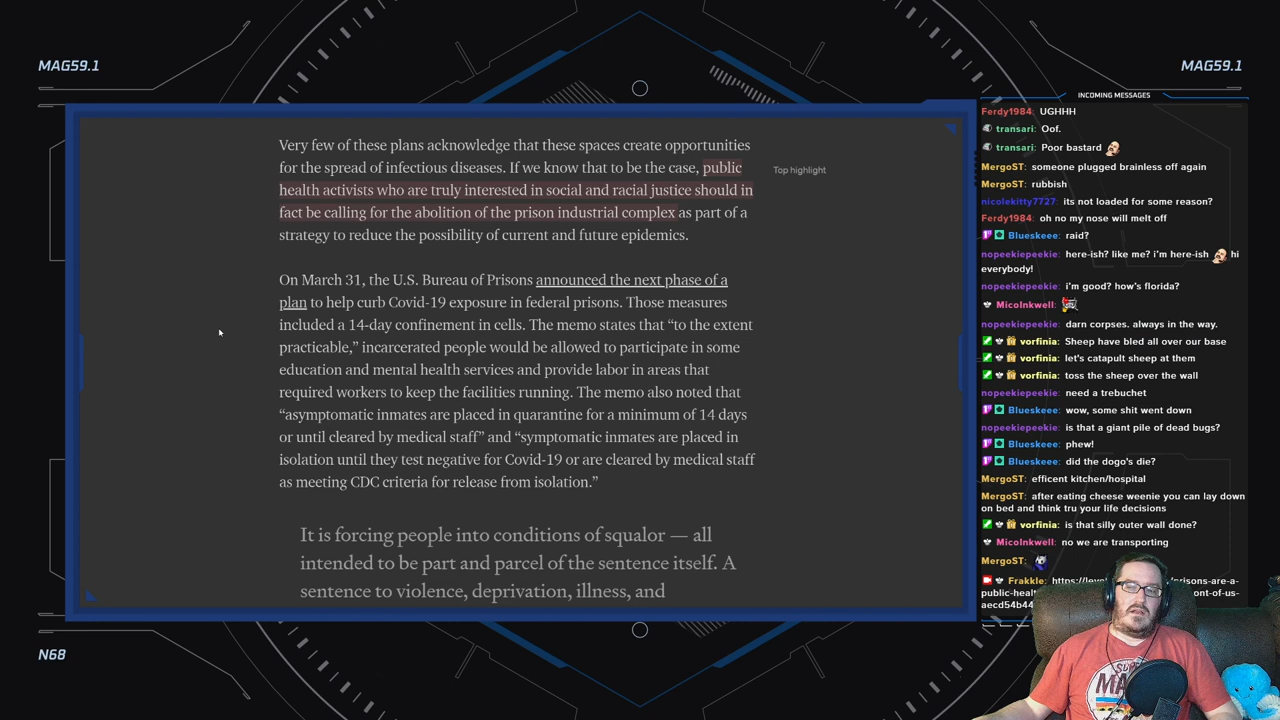 MAG59.1
MAG59.1
Very few of these plans acknowledge that these spaces create opportunities
for the spread of infectious diseases. If we know that to be the case, public
health activists who are truly interested in social and racial justice should in
fact be calling for the abolition of the prison industrial complex as part of a
strategy to reduce the possibility of current and future epidemics.
Top highlight
On March 31, the U.S. Bureau of Prisons announced the next phase of a
plan to help curb Covid-19 exposure in federal prisons. Those measures
included a 14-day confinement in cells. The memo states that “to the extent
practicable,” incarcerated people would be allowed to participate in some
education and mental health services and provide labor in areas that
required workers to keep the facilities running. The memo also noted that
“asymptomatic inmates are placed in quarantine for a minimum of 14 days
or until cleared by medical staff” and “symptomatic inmates are placed in
isolation until they test negative for Covid-19 or are cleared by medical staff
as meeting CDC criteria for release from isolation.”
It is forcing people into conditions of squalor — all
intended to be part and parcel of the sentence itself. A
sentence to violence, deprivation, illness, and
INCOMING MESSAGES
Ferdy1984: UGHHH
transari: Oof.
transari: Poor bastard
MergoST: someone plugged brainless off again
MergoST: rubbish
nicolekitty7727: its not loaded for some reason?
Ferdy1984: oh no my nose will melt off
Blueskeee: raid?
nopeekiepeekie: here-ish? like me? i'm here-ish hi
everybody!
nopeekiepeekie: i'm good? how's florida?
MicoInkwell:
nopeekiepeekie: darn corpses. always in the way.
vorfinia: Sheep have bled all over our base
vorfinia: let's catapult sheep at them
vorfinia: toss the sheep over the wall
nopeekiepeekie: need a trebuchet
Blueskeee: wow, some shit went down
nopeekiepeekie: is that a giant pile of dead bugs?
Blueskeee: phew!
Blueskeee: did the dogo's die?
MergoST: efficent kitchen/hospital
MergoST: after eating cheese weenie you can lay down
on bed and think tru your life decisions
vorfinia: is that silly outer wall done?
MicoInkwell: no we are transporting
MergoST:
Frakkle: https://leve risons-are-a-
public-heal ont-of-us-
aecd54b44
N68